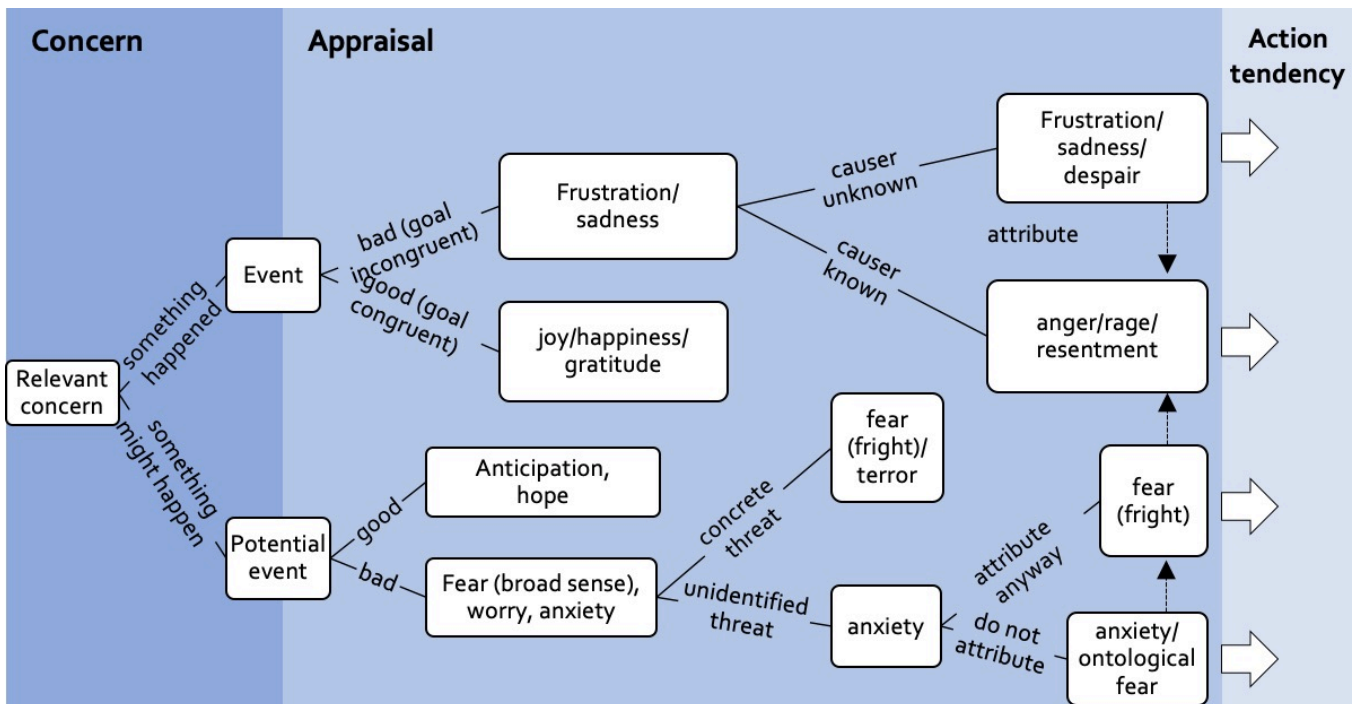 Concern
Appraisal
Action
tendency
Relevant
concern
something
happened
something
might happen
Event
bad (goal
incongruent)
good (goal
congruent)
Frustration/
sadness
joy/happiness/
gratitude
causer
unknown
causer
known
Frustration/
sadness/
despair
attribute
anger/rage/
resentment
Potential
event
good
bad
Anticipation,
hope
Fear (broad sense),
worry, anxiety
concrete
threat
unidentified
threat
fear
(fright)/
terror
anxiety
attribute
anyway
do not
attribute
fear
(fright)
anxiety/
ontological
fear